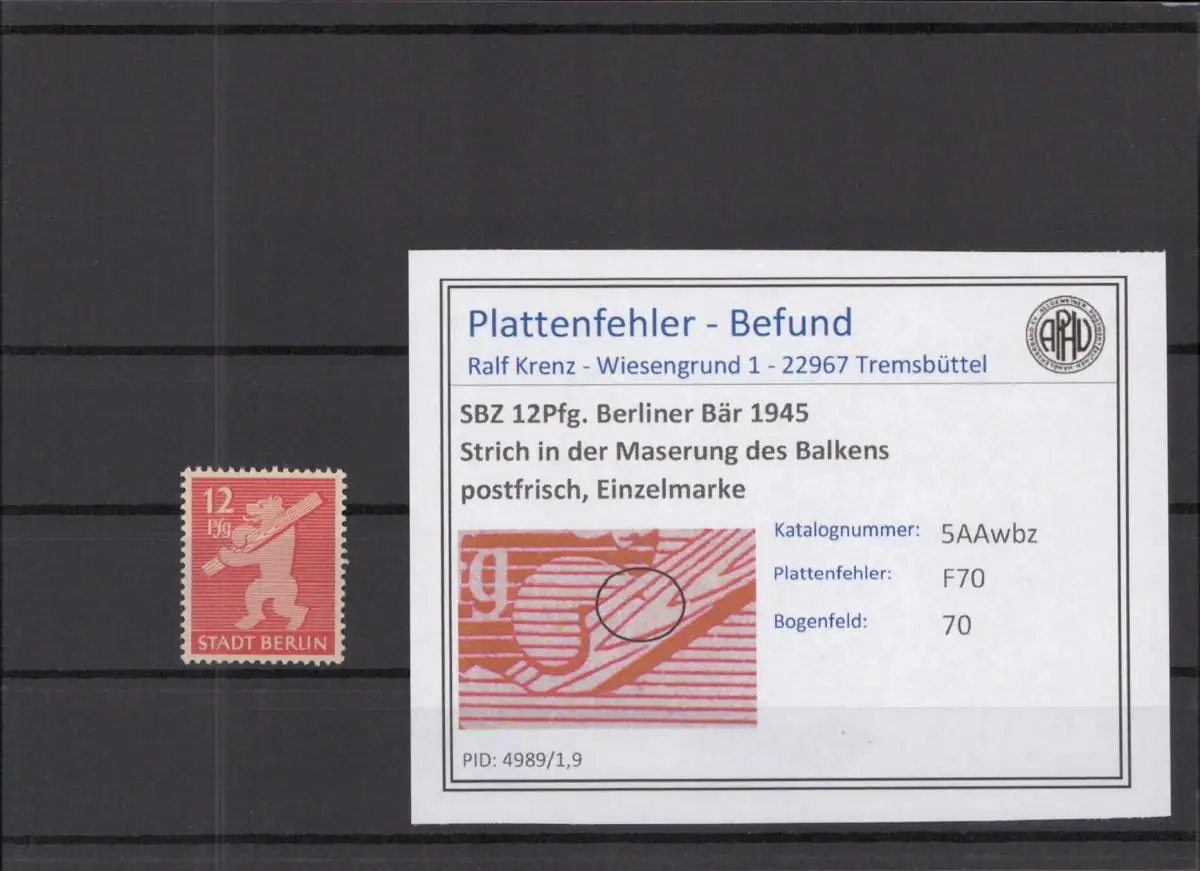 12
Pfg
STADT BERLIN
Plattenfehler - Befund
Ralf Krenz - Wiesengrund 1 - 22967 Tremsbüttel
APHV
SBZ 12Pfg. Berliner Bär 1945
Strich in der Maserung des Balkens
postfrisch, Einzelmarke
g
Katalognummer: 5AAwbz
Plattenfehler: F70
Bogenfeld: 70
PID: 4989/1,9